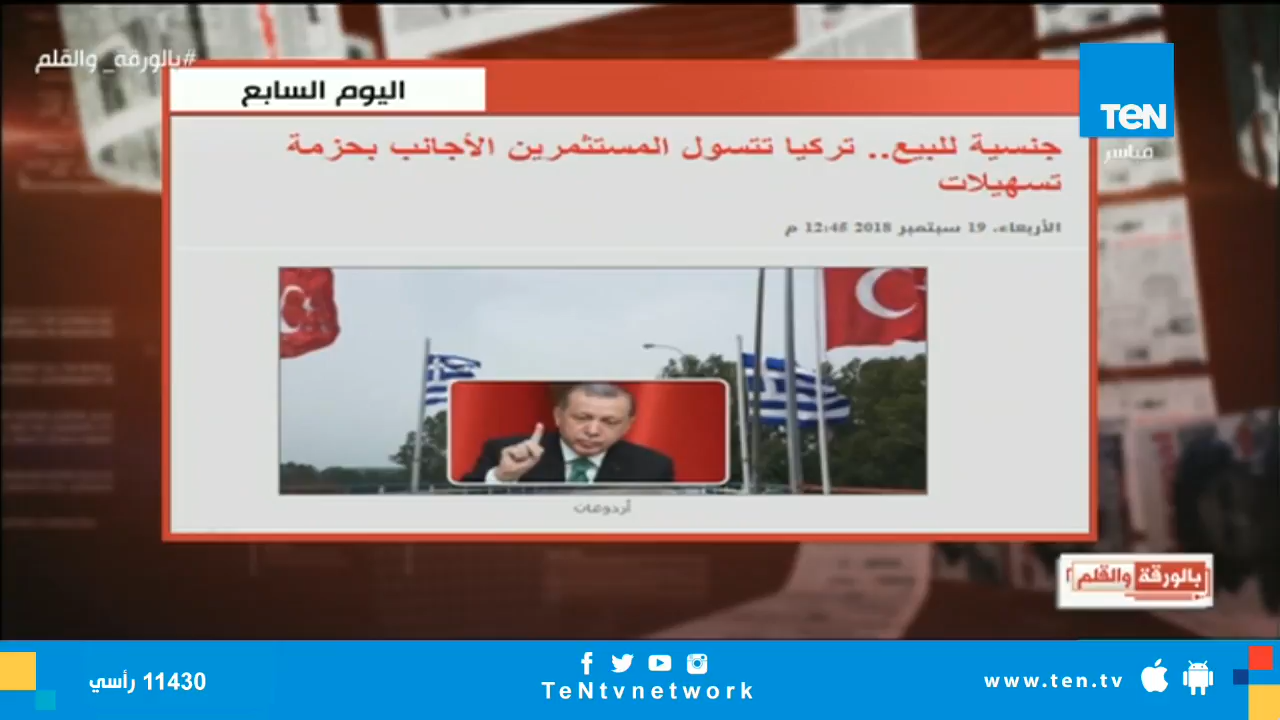 #بالورقه_والقلم
اليوم السابع
TEN
مباشر
جنسية للبيع.. تركيا تتسول المستثمرين الأجانب بحزمة
تسهيلات
الأربعاء، 19 سبتمبر 2018 12:45 م
أردوغان
بالورقة والقلم
11430 رأسي
TeNtvnetwork
www.ten.tv